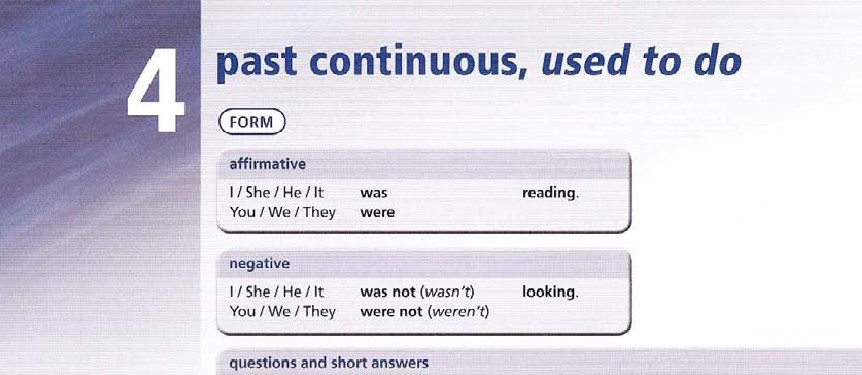 4
past continuous, used to do
FORM
affirmative
I / She / He / It was reading.
You / We / They were
negative
I / She / He / It was not (wasn't) looking.
You / We / They were not (weren't)
questions and short answers